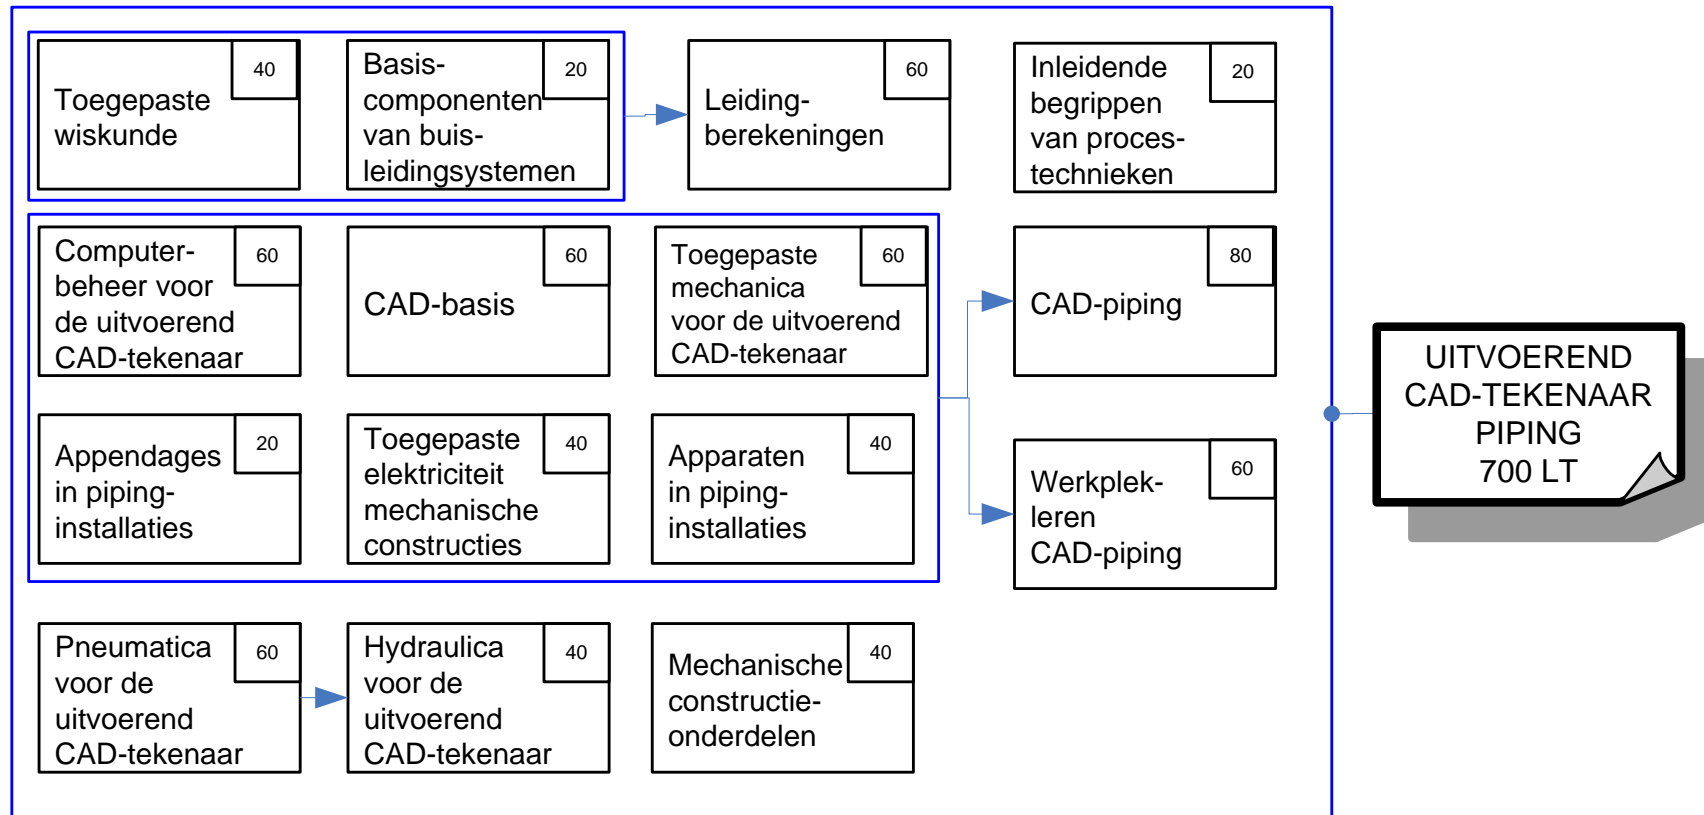 Toegepaste
wiskunde
40
Basis-
componenten
van buis-
leidingsystemen
20
Leiding-
berekeningen
60
Inleidende
begrippen
van proces-
technieken
20
Computer-
beheer voor
de uitvoerend
CAD-tekenaar
60
CAD-basis
60
Toegepaste
mechanica
voor de uitvoerend
CAD-tekenaar
60
CAD-piping
80
Appendages
in piping-
installaties
20
Toegepaste
elektriciteit
mechanische
constructies
40
Apparaten
in piping-
installaties
40
Werkplek-
leren
CAD-piping
60
Pneumatica
voor de
uitvoerend
CAD-tekenaar
60
Hydraulica
voor de
uitvoerend
CAD-tekenaar
40
Mechanische
constructie-
onderdelen
40
UITVOEREND
CAD-TEKENAAR
PIPING
700 LT